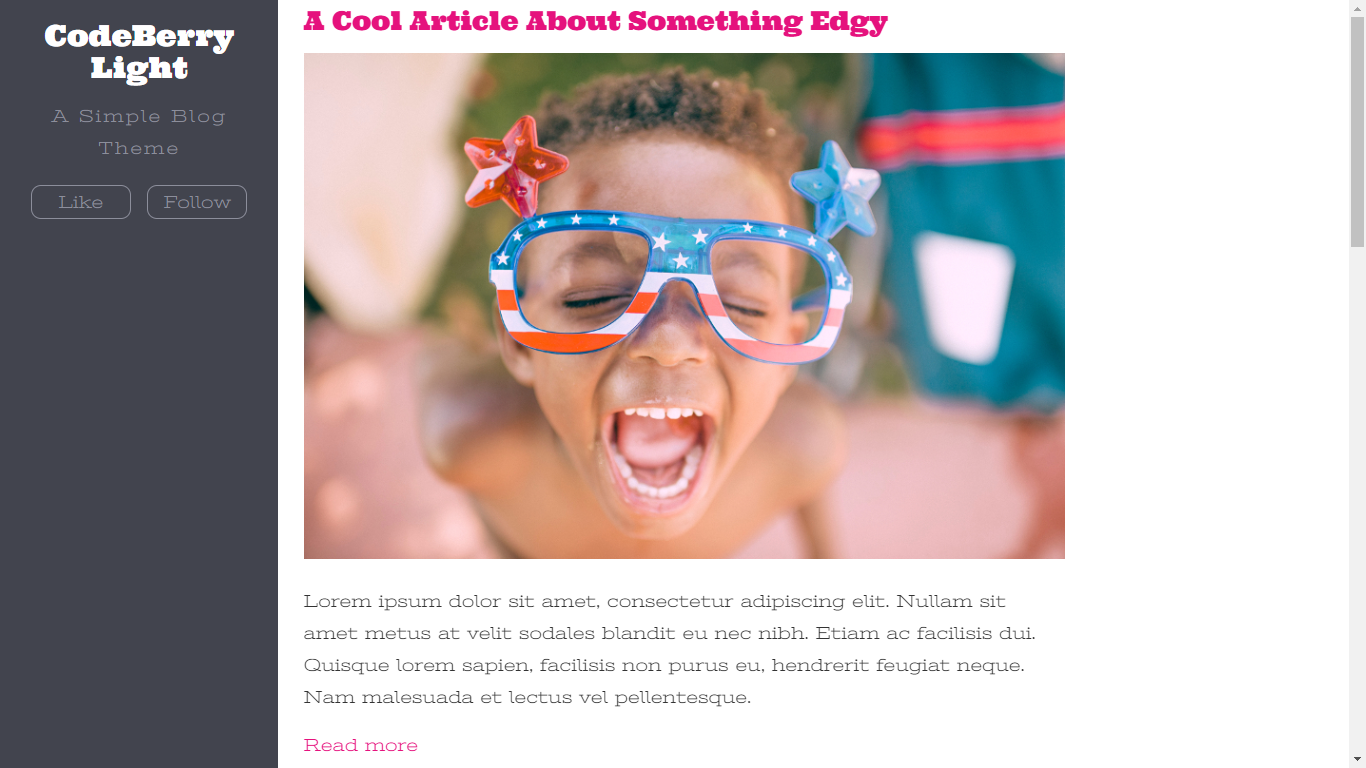 CodeBerry
Light
A Simple Blog
Theme
Like
Follow
A Cool Article About Something Edgy
Lorem ipsum dolor sit amet, consectetur adipiscing elit. Nullam sit
amet metus at velit sodales blandit eu nec nibh. Etiam ac facilisis dui.
Quisque lorem sapien, facilisis non purus eu, hendrerit feugiat neque.
Nam malesuada et lectus vel pellentesque.
Read more